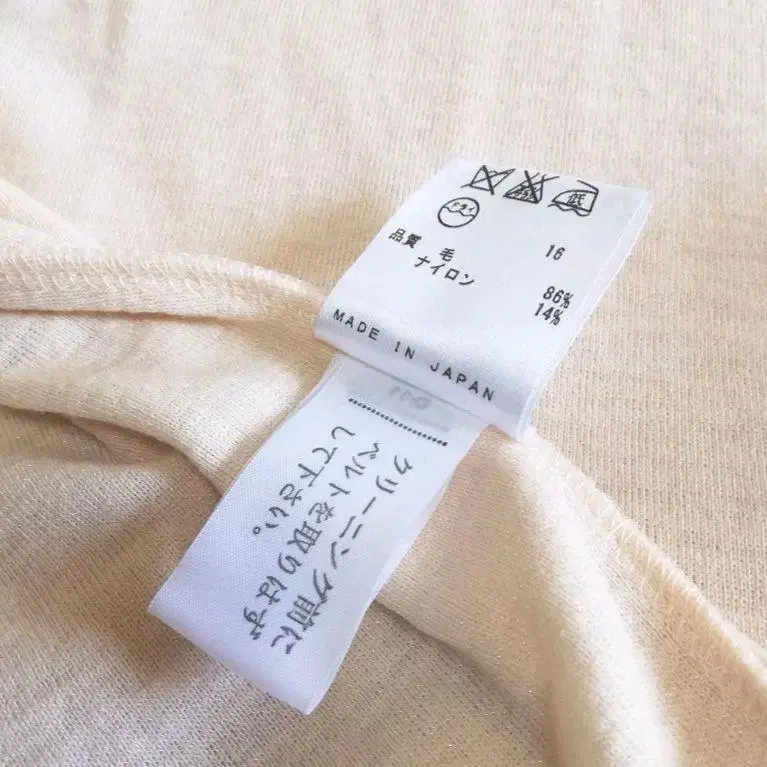 低
ドライ
品質 毛 16
ナイロン 86%
14%
MADE IN JAPAN
クリーニング前に
ベルトを取りはず
して下さい。